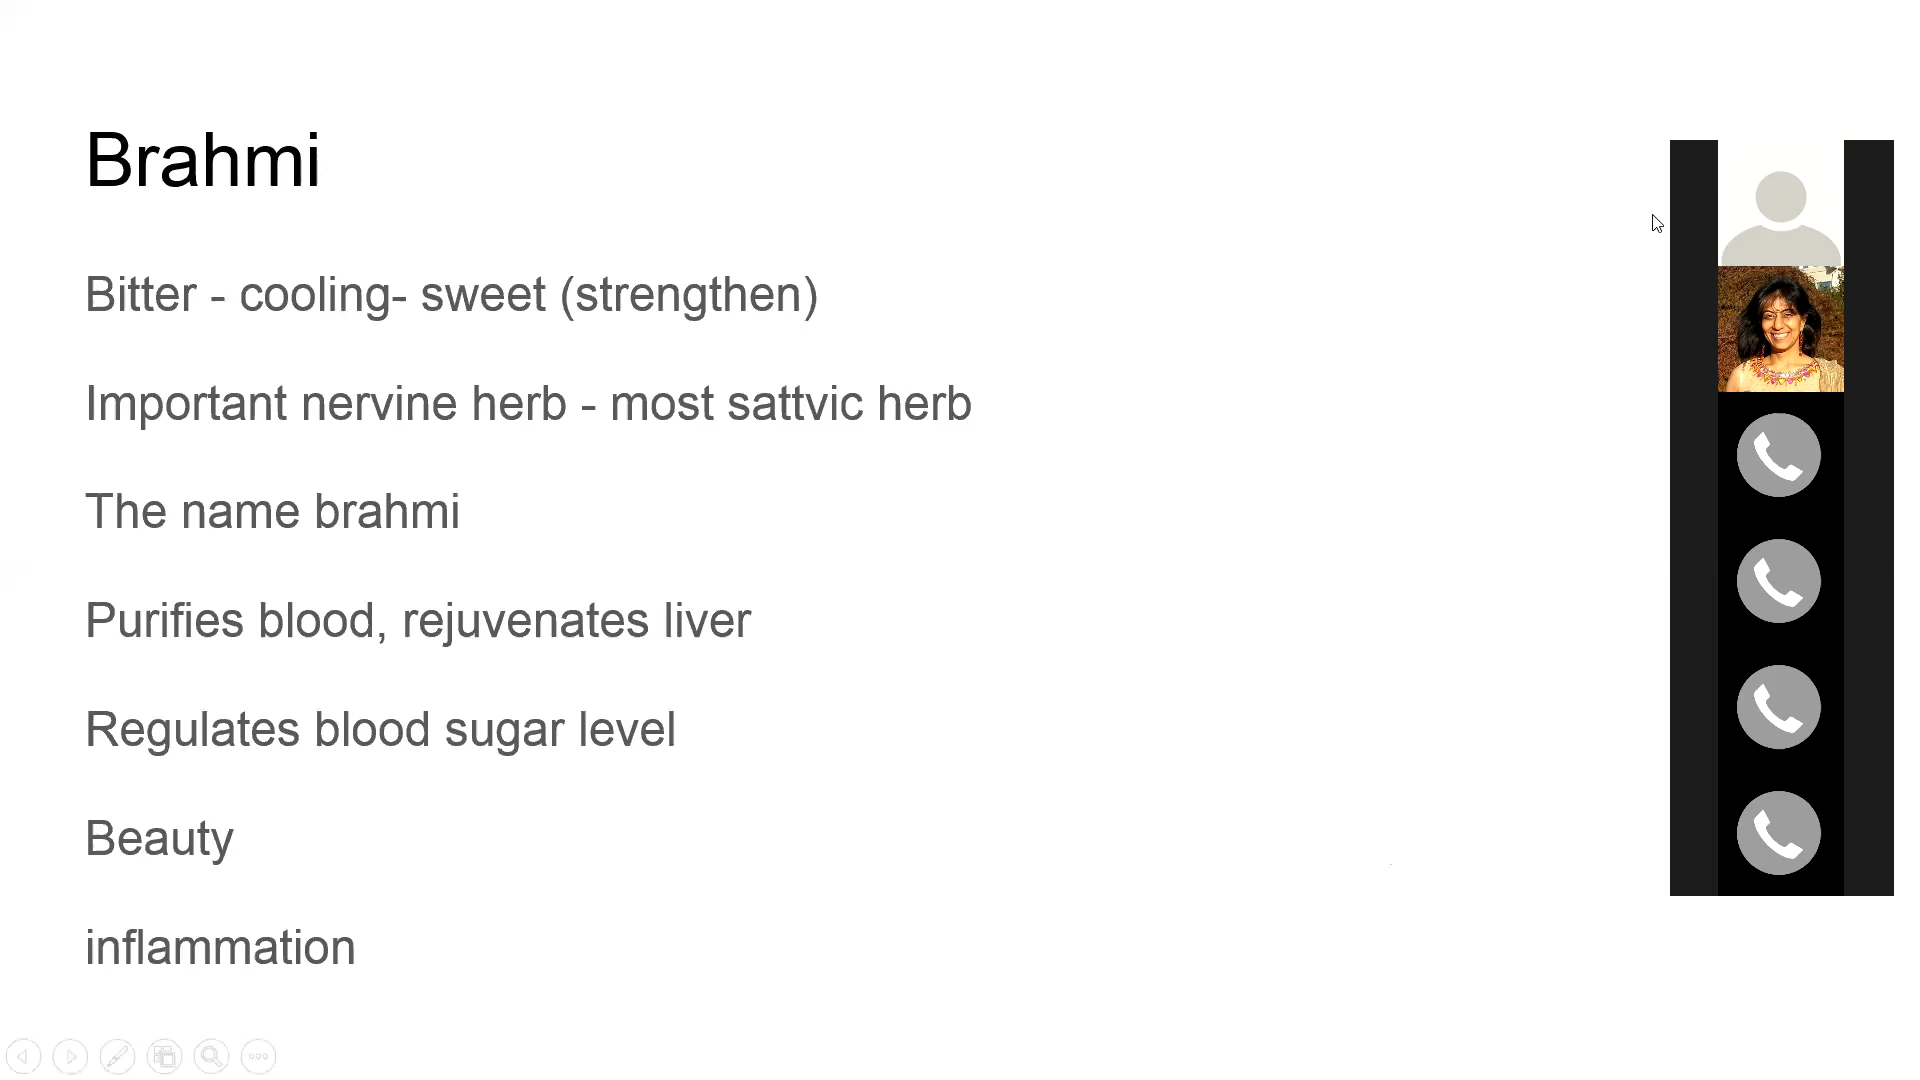 Brahmi
Bitter - cooling- sweet (strengthen)
Important nervine herb - most sattvic herb
The name brahmi
Purifies blood, rejuvenates liver
Regulates blood sugar level
Beauty
inflammation